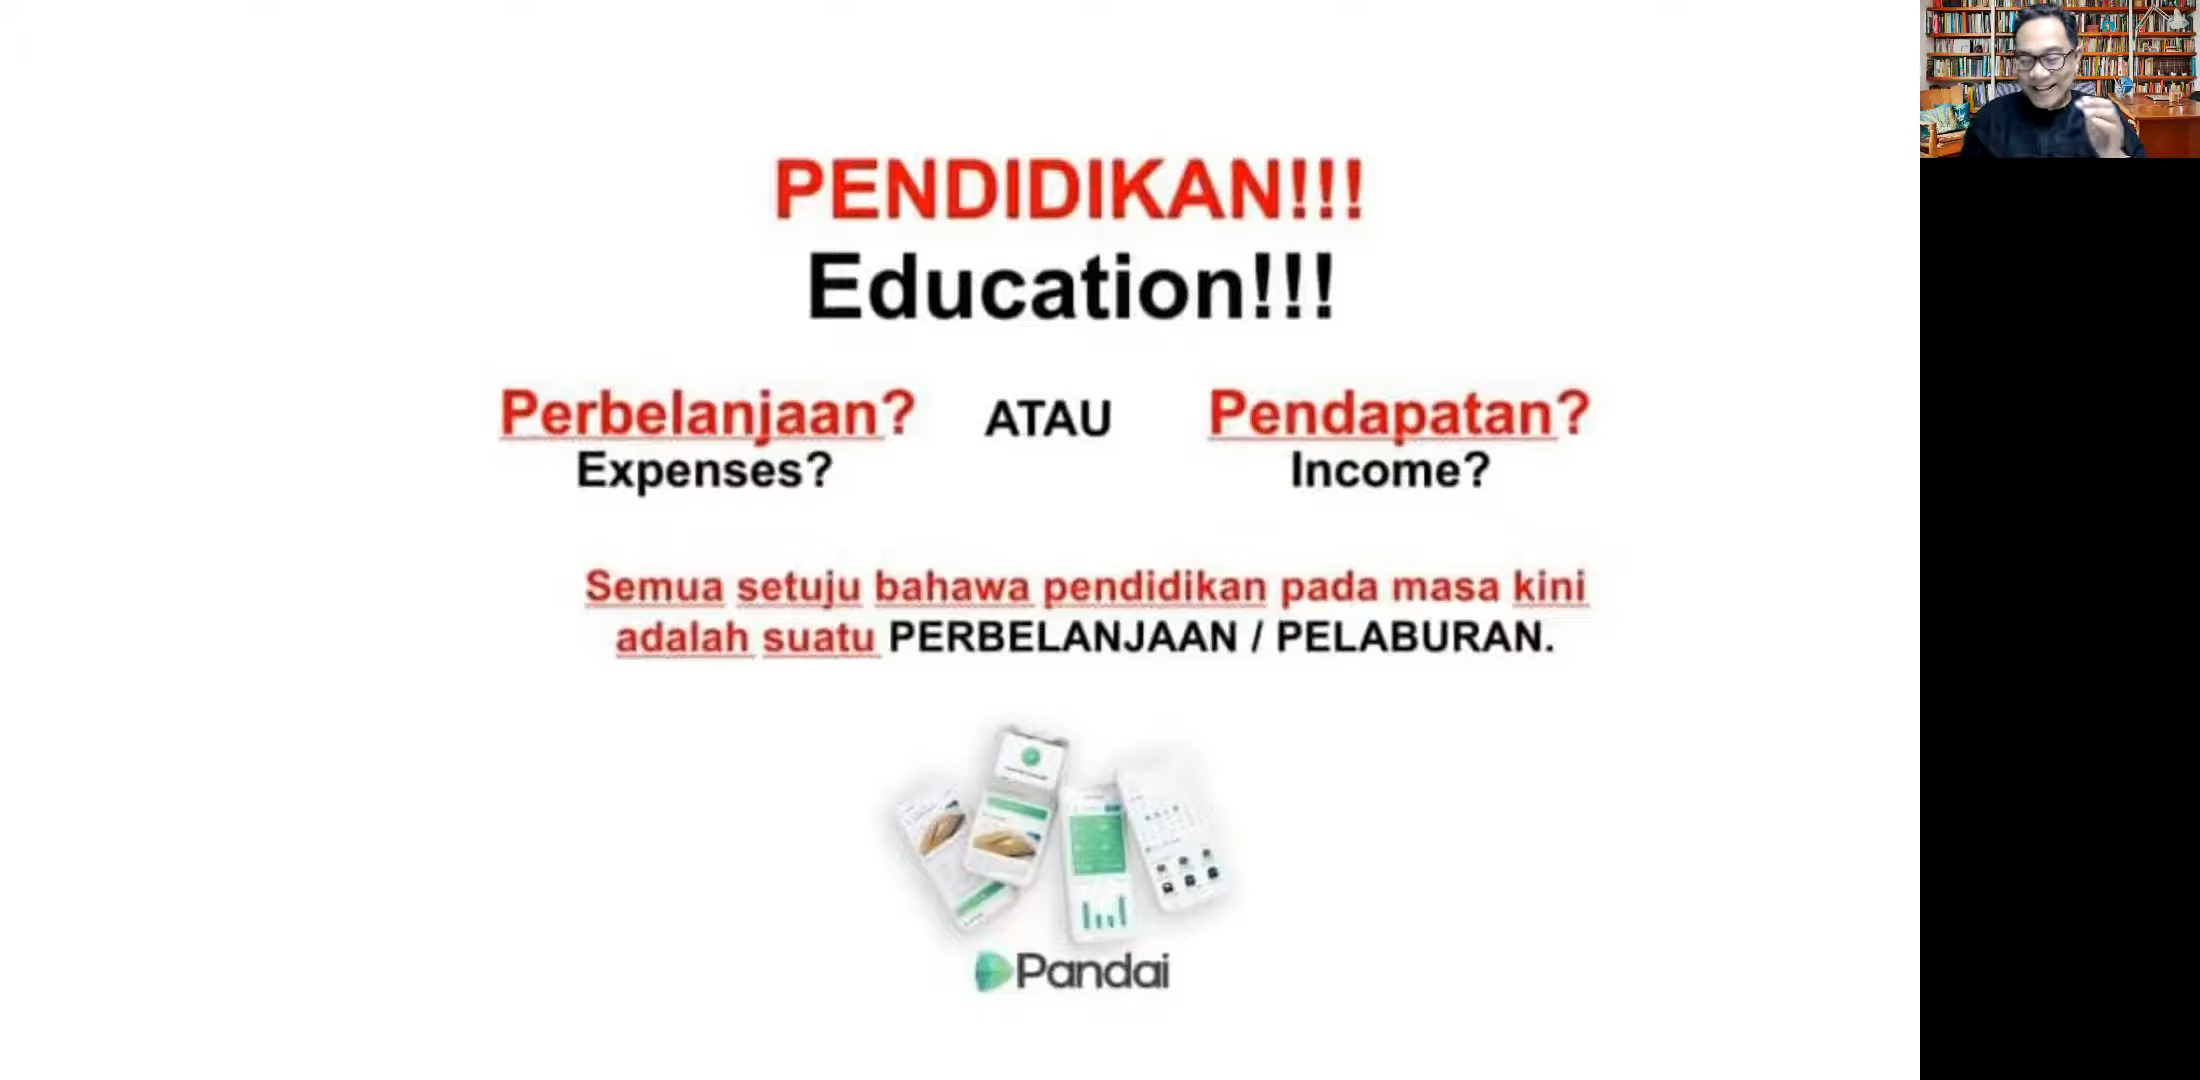 PENDIDIKAN!!!
Education!!!
Perbelanjaan? ATAU Pendapatan?
Expenses? Income?
Semua setuju bahawa pendidikan pada masa kini
adalah suatu PERBELANJAAN / PELABURAN.
Pandai